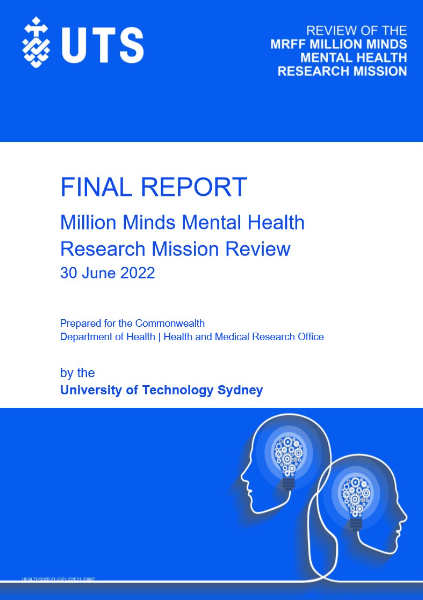 UTS
REVIEW OF THE
MRFF MILLION MINDS
MENTAL HEALTH
RESEARCH MISSION
FINAL REPORT
Million Minds Mental Health
Research Mission Review
30 June 2022
Prepared for the Commonwealth
Department of Health | Health and Medical Research Office
by the
University of Technology Sydney